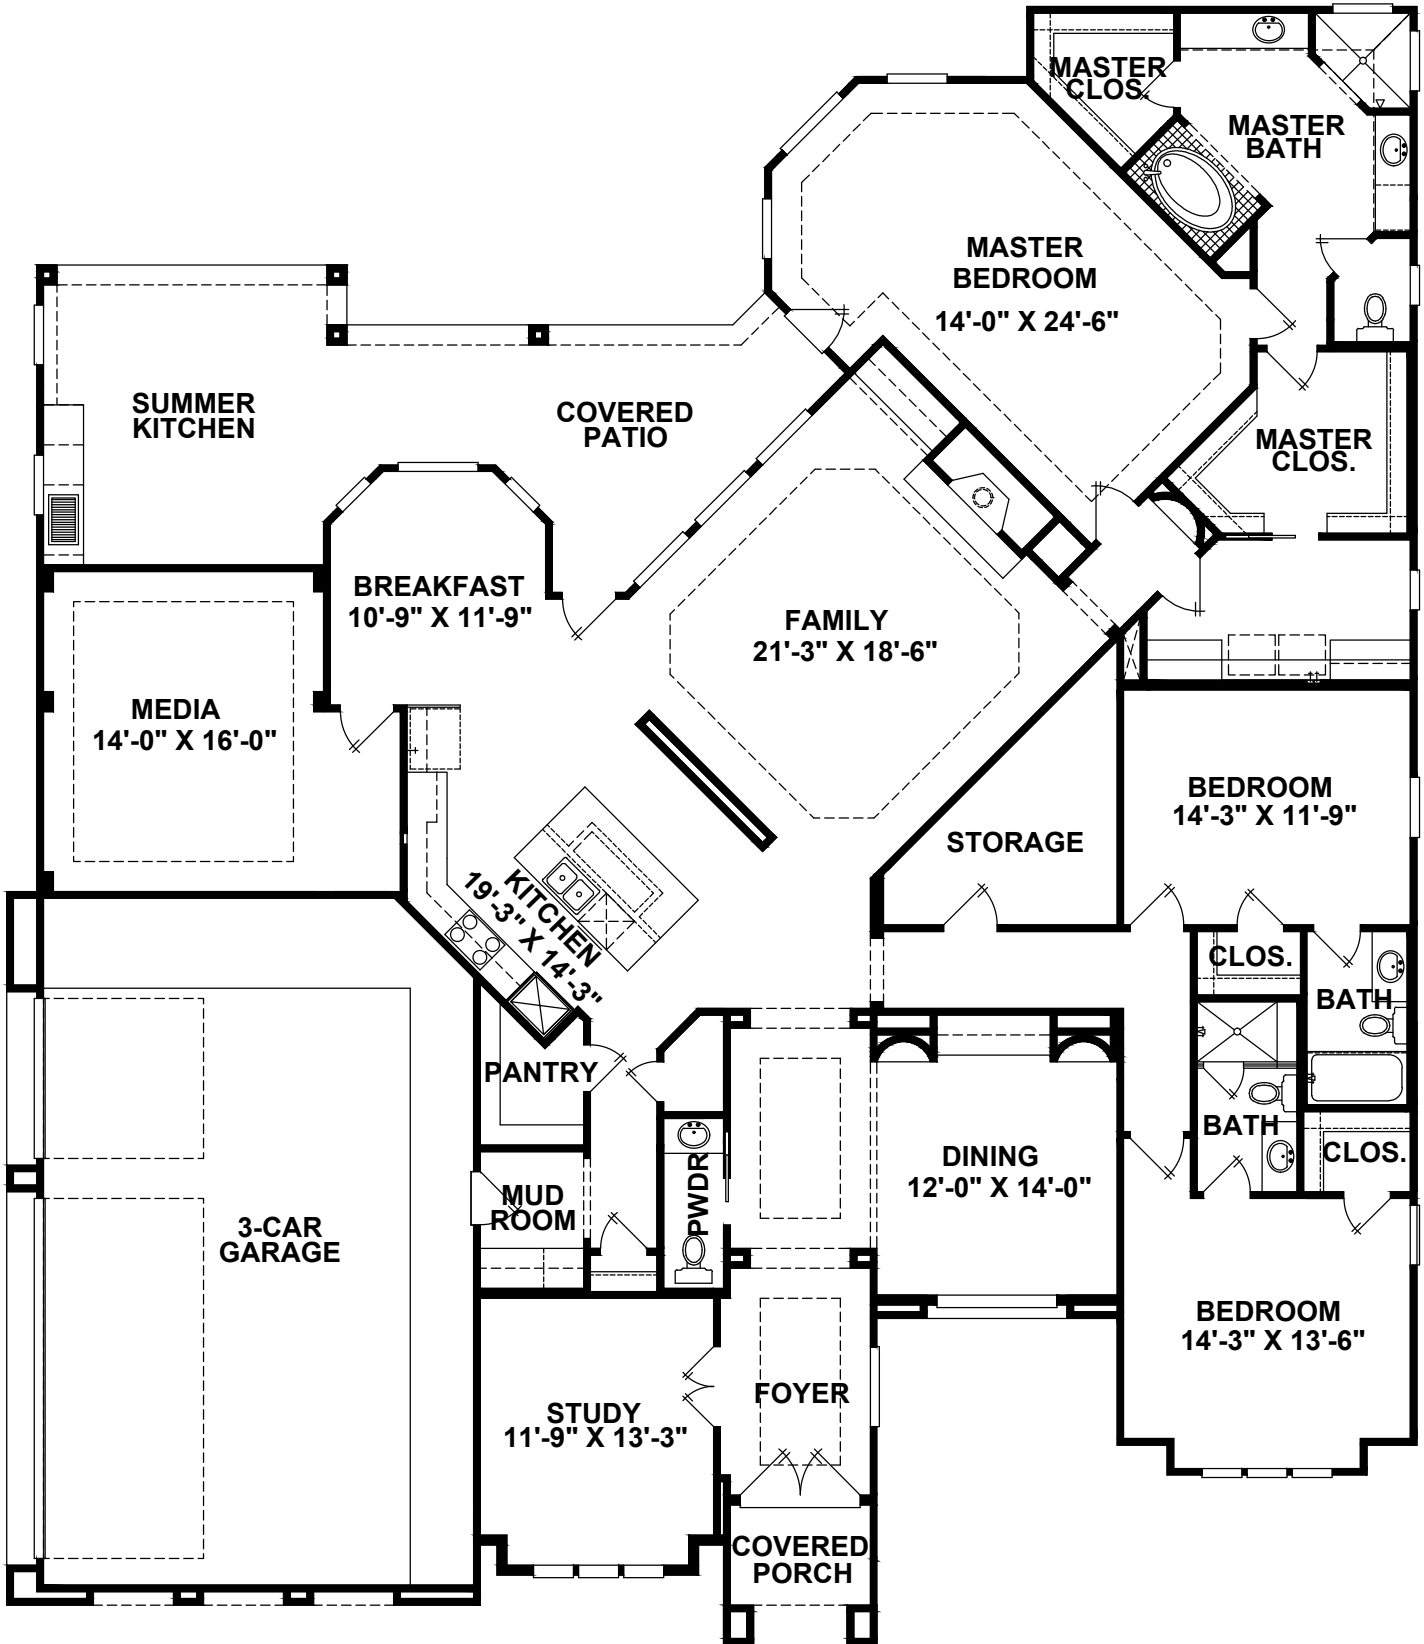 MASTER
CLOS.
MASTER
BATH
MASTER
BEDROOM
14'-0" X 24'-6"
SUMMER
KITCHEN
COVERED
PATIO
MASTER
CLOS.
BREAKFAST
10'-9" X 11'-9"
FAMILY
21'-3" X 18'-6"
MEDIA
14'-0" X 16'-0"
BEDROOM
14'-3" X 11'-9"
STORAGE
KITCHEN
19'-3" X 14'-3"
CLOS.
BATH
PANTRY
BATH
CLOS.
DINING
12'-0" X 14'-0"
PWDR
MUD
ROOM
3-CAR
GARAGE
BEDROOM
14'-3" X 13'-6"
FOYER
STUDY
11'-9" X 13'-3"
COVERED
PORCH